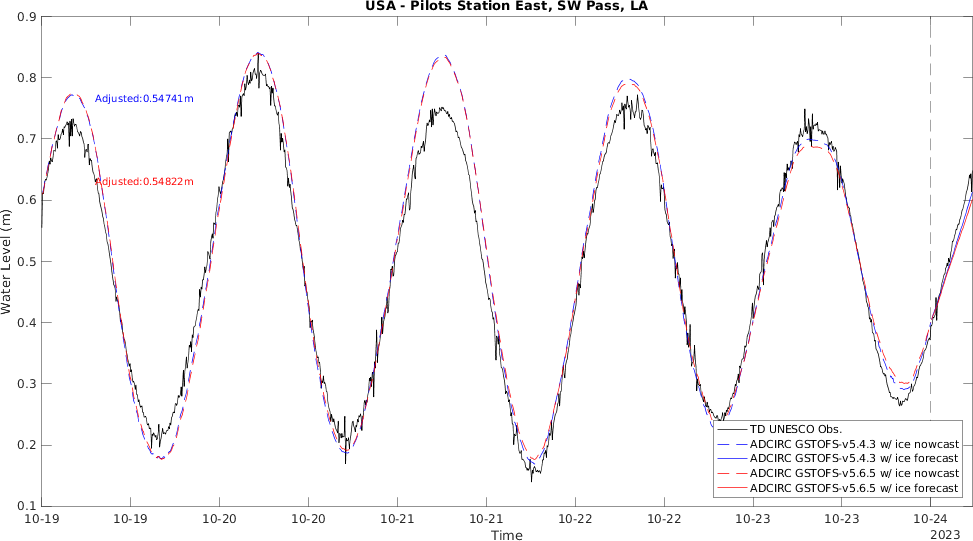 USA - Pilots Station East, SW Pass, LA
0.9
0.8
0.7
0.6
0.5
0.4
0.3
0.2
0.1
Water Level (m)
Adjusted:0.54741m
Adjusted:0.54822m
TD UNESCO Obs.
ADCIRC GSTOFS-v5.4.3 w/ ice nowcast
ADCIRC GSTOFS-v5.4.3 w/ ice forecast
ADCIRC GSTOFS-v5.6.5 w/ ice nowcast
ADCIRC GSTOFS-v5.6.5 w/ ice forecast
10-19 10-19 10-20 10-20 10-21 10-21 10-22 10-22 10-23 10-23 10-24
Time
2023